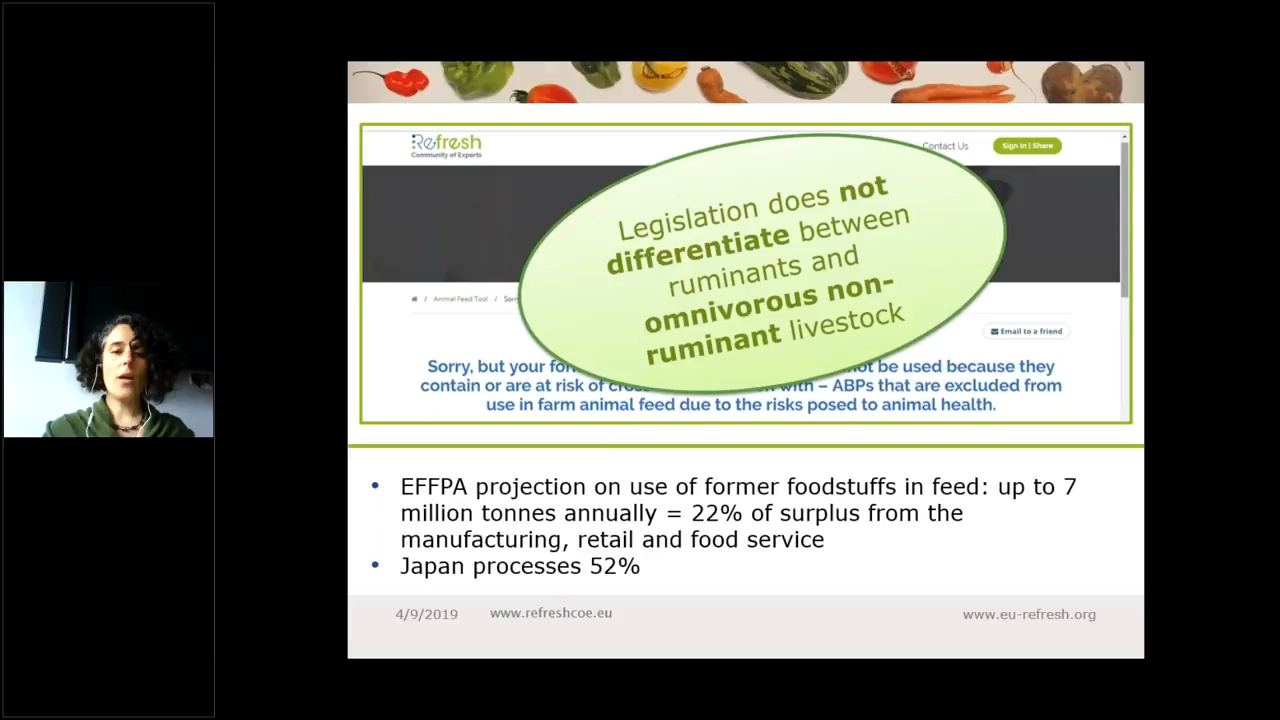 Refresh
Community of Experts
Contact Us
Sign In | Share
Legislation does not
differentiate between
ruminants and
omnivorous non-
ruminant livestock
/ Animal Feed Tool /
Email to a friend
Sorry, but your be used because they
contain or are at risk of with – ABPs that are excluded from
use in farm animal feed due to the risks posed to animal health.
• EFFPA projection on use of former foodstuffs in feed: up to 7
million tonnes annually = 22% of surplus from the
manufacturing, retail and food service
• Japan processes 52%
4/9/2019
www.refreshcoe.eu
www.eu-refresh.org